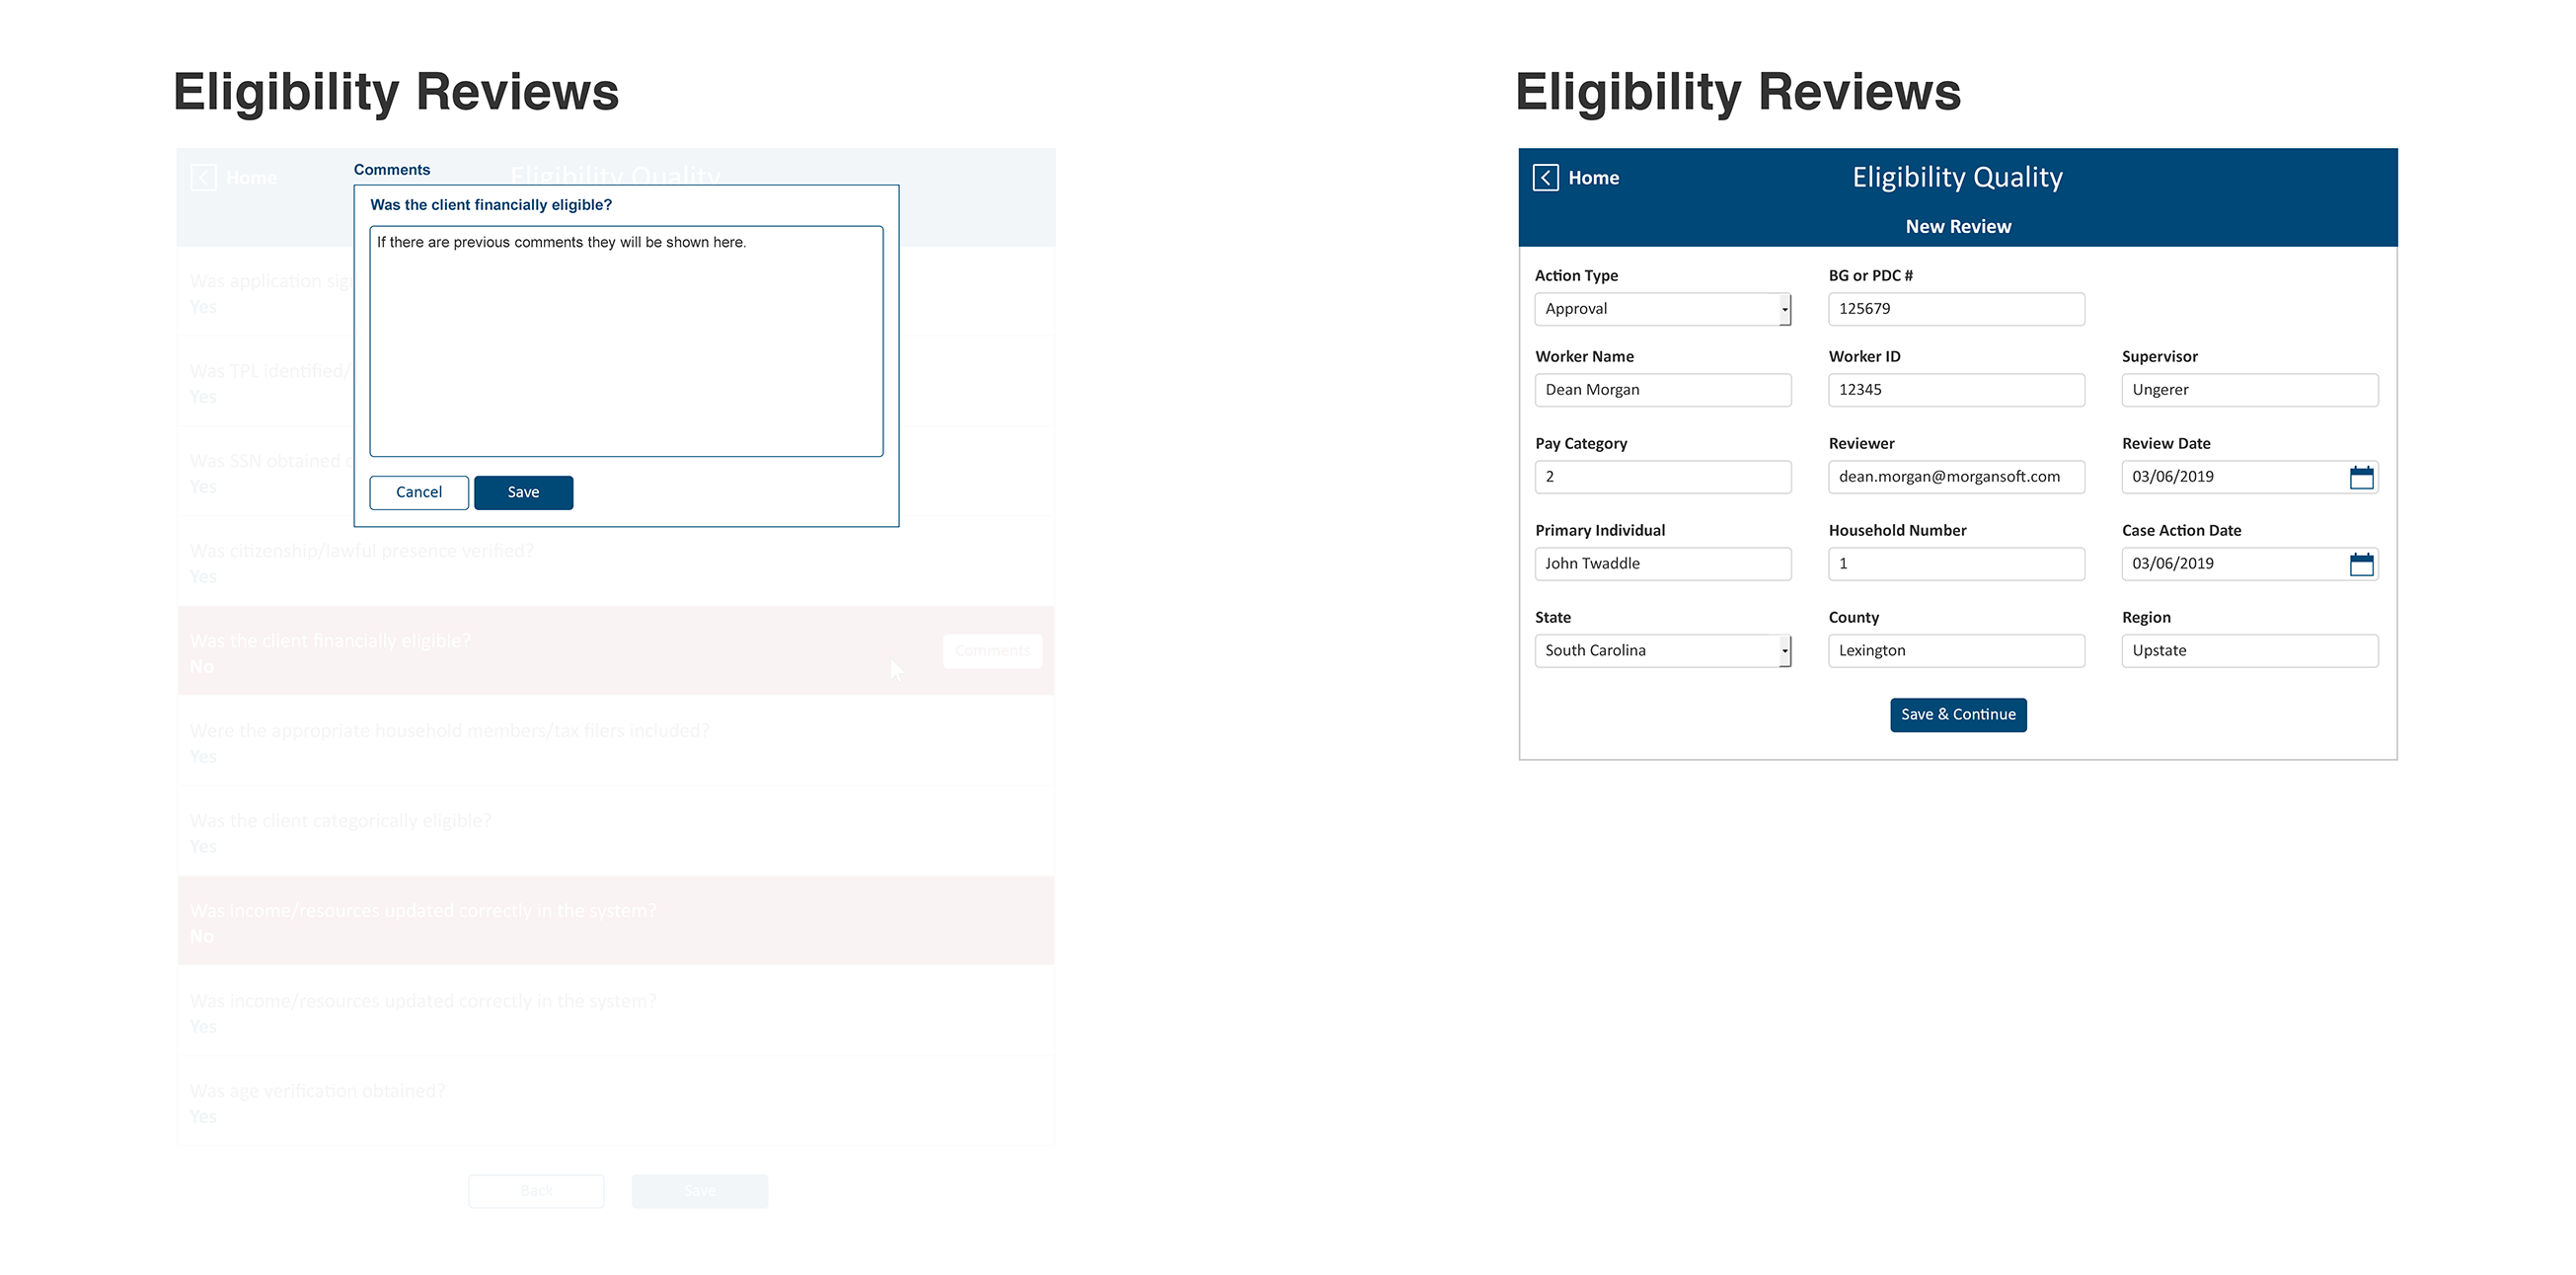 Eligibility Reviews
Home
Eligibility Quality
Comments
Was the client financially eligible?
If there are previous comments they will be shown here.
Cancel
Save
Was application sig
Yes
Was TPL identified/
Yes
Was SSN obtained
Yes
Was citizenship/lawful presence verified?
Yes
Was the client financially eligible?
No
Comments
Were the appropriate household members/tax filers included?
Yes
Was the client categorically eligible?
Yes
Was income/resources updated correctly in the system?
No
Was income/resources updated correctly in the system?
Yes
Was age verification obtained?
Yes
Back
Save
Eligibility Reviews
Home
Eligibility Quality
New Review
Action Type
BG or PDC #
Approval
125679
Worker Name
Worker ID
Supervisor
Dean Morgan
12345
Ungerer
Pay Category
Reviewer
Review Date
2
dean.morgan@morgansoft.com
03/06/2019
Primary Individual
Household Number
Case Action Date
John Twaddle
1
03/06/2019
State
County
Region
South Carolina
Lexington
Upstate
Save & Continue